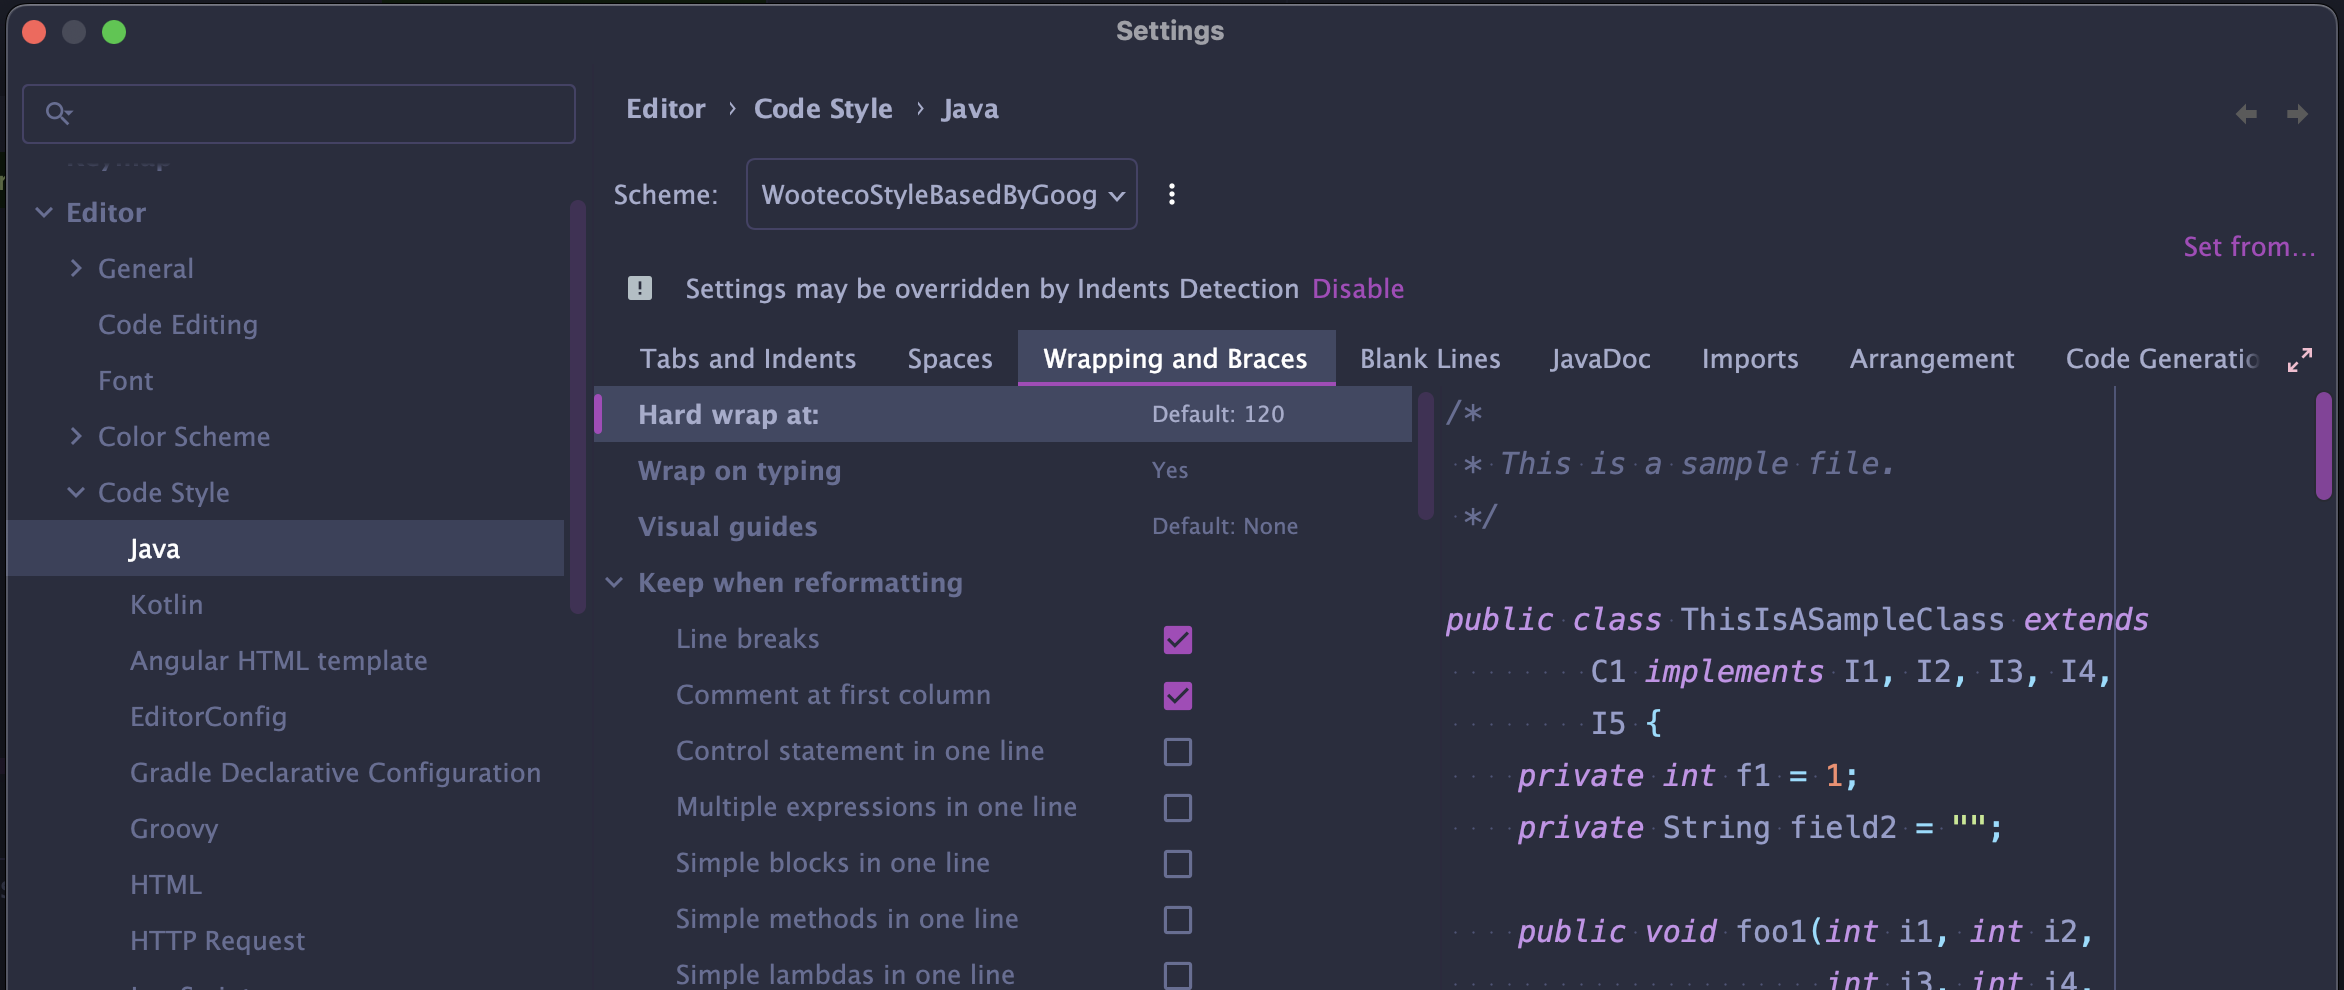 Settings
Keymap
Editor
General
Code Editing
Font
Color Scheme
Code Style
Java
Kotlin
Angular HTML template
EditorConfig
Gradle Declarative Configuration
Groovy
HTML
HTTP Request
Editor › Code Style › Java
Scheme: WootecoStyleBasedByGoog
Set from...
Settings may be overridden by Indents Detection Disable
Tabs and Indents Spaces Wrapping and Braces Blank Lines JavaDoc Imports Arrangement Code Generatio
Hard wrap at: Default: 120
Wrap on typing Yes
Visual guides Default: None
Keep when reformatting
Line breaks
Comment at first column
Control statement in one line
Multiple expressions in one line
Simple blocks in one line
Simple methods in one line
Simple lambdas in one line
/*
* This is a sample file.
*/
public class ThisIsASampleClass extends
C1 implements I1, I2, I3, I4,
I5 {
private int f1 = 1;
private String field2 = "";
public void foo1(int i1, int i2,
int i3, int i4,